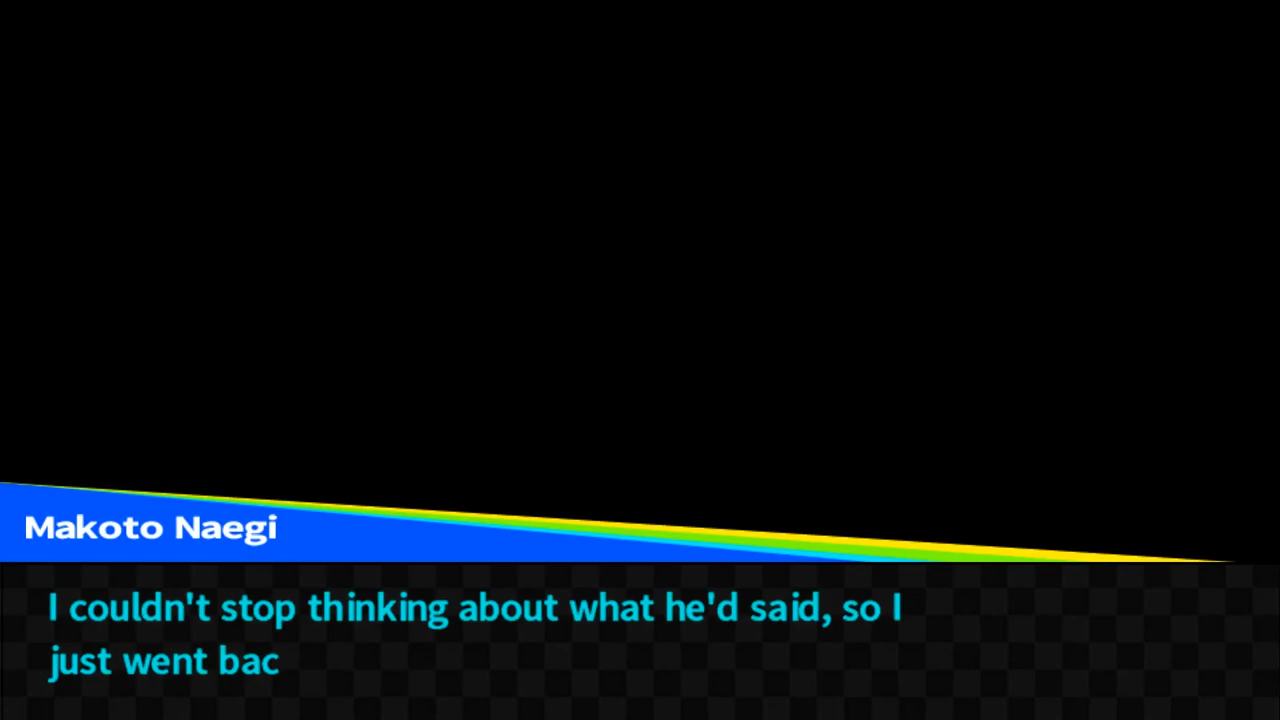 Makoto Naegi
I couldn't stop thinking about what he'd said, so I
just went bac